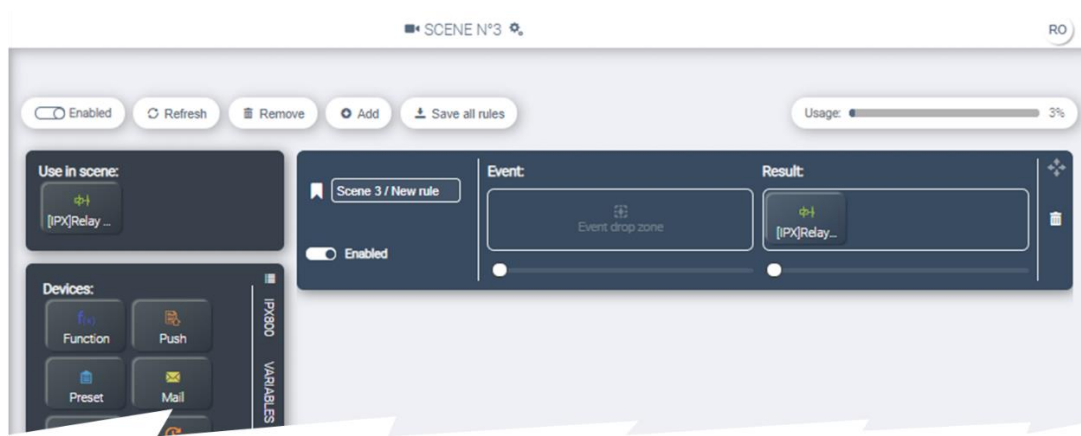 SCENE N°3
RO
Enabled
Refresh
Remove
Add
Save all rules
Usage:
3%
Use in scene:
[IPX]Relay ...
Scene 3 / New rule
Enabled
Event:
Event drop zone
Result:
[IPX]Relay...
Devices:
f(x)
Function
Push
Preset
Mail
IPX800
VARIABLES